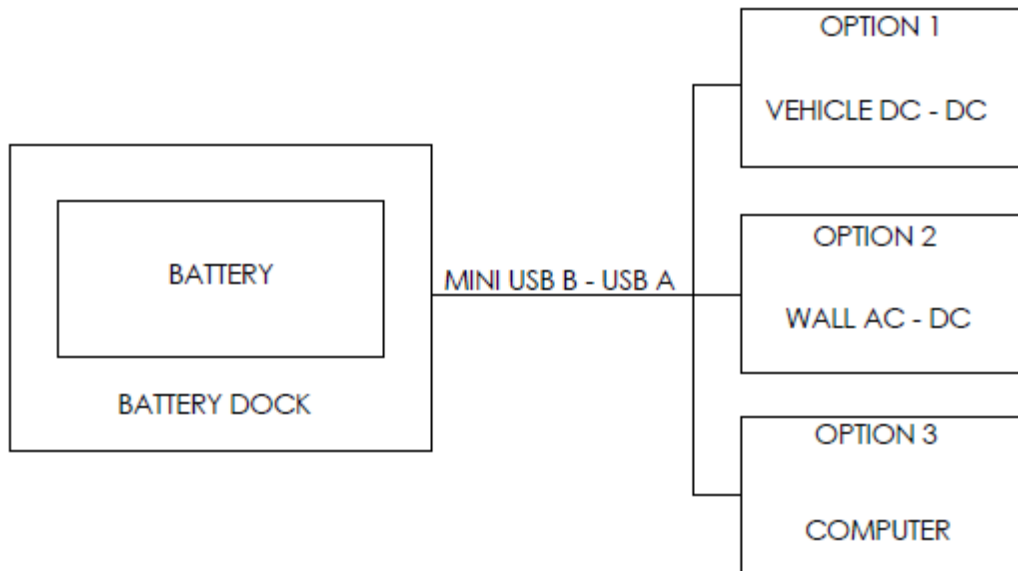 BATTERY
BATTERY DOCK
MINI USB B - USB A
OPTION 1
VEHICLE DC - DC
OPTION 2
WALL AC - DC
OPTION 3
COMPUTER